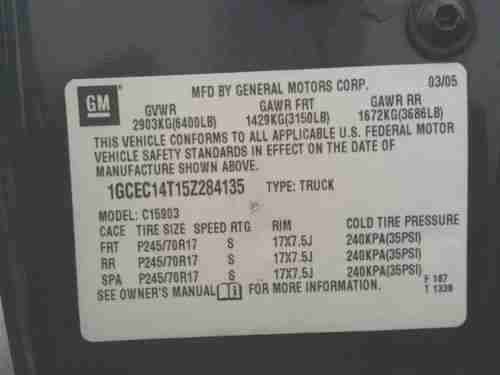 MFD BY GENERAL MOTORS CORP. 03/05
GM
GVWR GAWR FRT GAWR RR
2903KG(6400LB) 1429KG(3150LB) 1672KG(3686LB)
THIS VEHICLE CONFORMS TO ALL APPLICABLE U.S. FEDERAL MOTOR
VEHICLE SAFETY STANDARDS IN EFFECT ON THE DATE OF
MANUFACTURE SHOWN ABOVE.
1GCEC14T15Z284135 TYPE: TRUCK
MODEL: C15903
CACE TIRE SIZE SPEED RTG RIM COLD TIRE PRESSURE
FRT P245/70R17 S 17X7.5J 240KPA(35PSI)
RR P245/70R17 S 17X7.5J 240KPA(35PSI)
SPA P245/70R17 S 17X7.5J 240KPA(35PSI)
SEE OWNER'S MANUAL FOR MORE INFORMATION.
F 187
T 1339